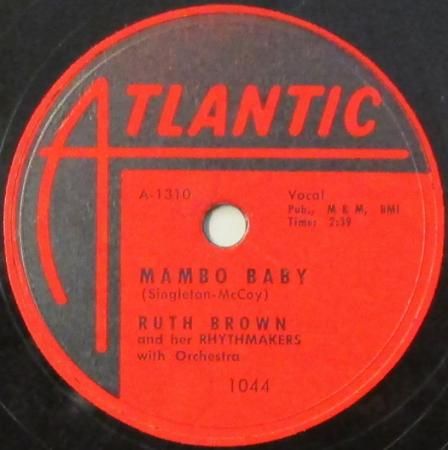 ATLANTIC
A-1310
Vocal
Pub., M & M, BMI
Time: 2:39
MAMBO BABY
(Singleton-McCoy)
RUTH BROWN
and her RHYTHMAKERS
with Orchestra
1044